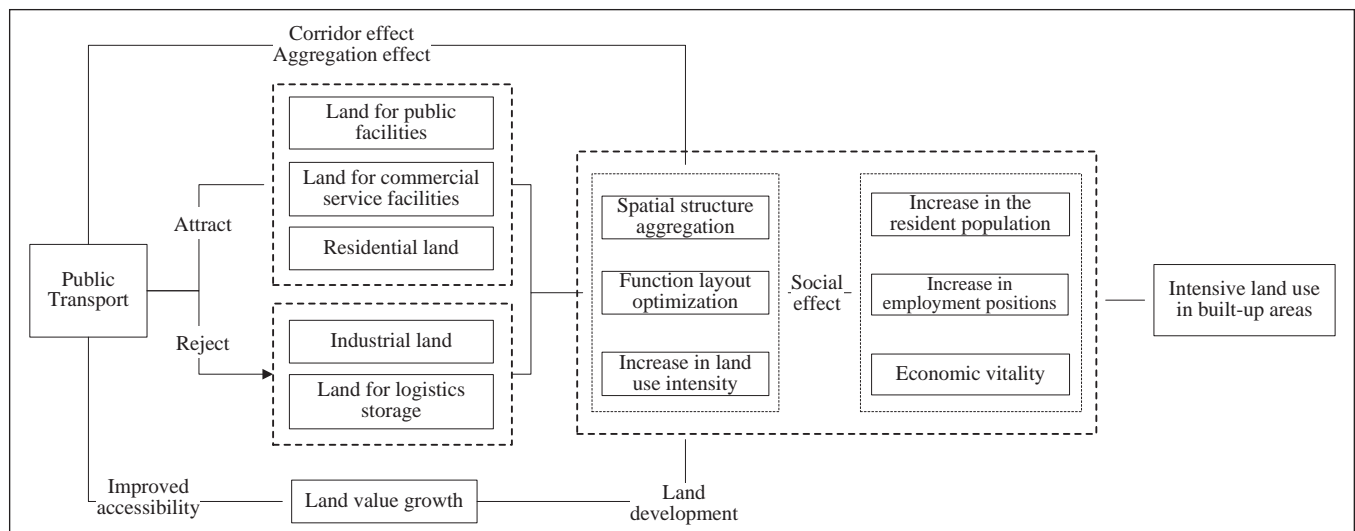 Corridor effect
Aggregation effect
Land for public
facilities
Land for commercial
service facilities
Residential land
Attract
Public
Transport
Reject
Industrial land
Land for logistics
storage
Spatial structure
aggregation
Function layout
optimization
Increase in land
use intensity
Social
effect
Increase in the
resident population
Increase in
employment positions
Economic vitality
Intensive land use
in built-up areas
Improved
accessibility
Land value growth
Land
development